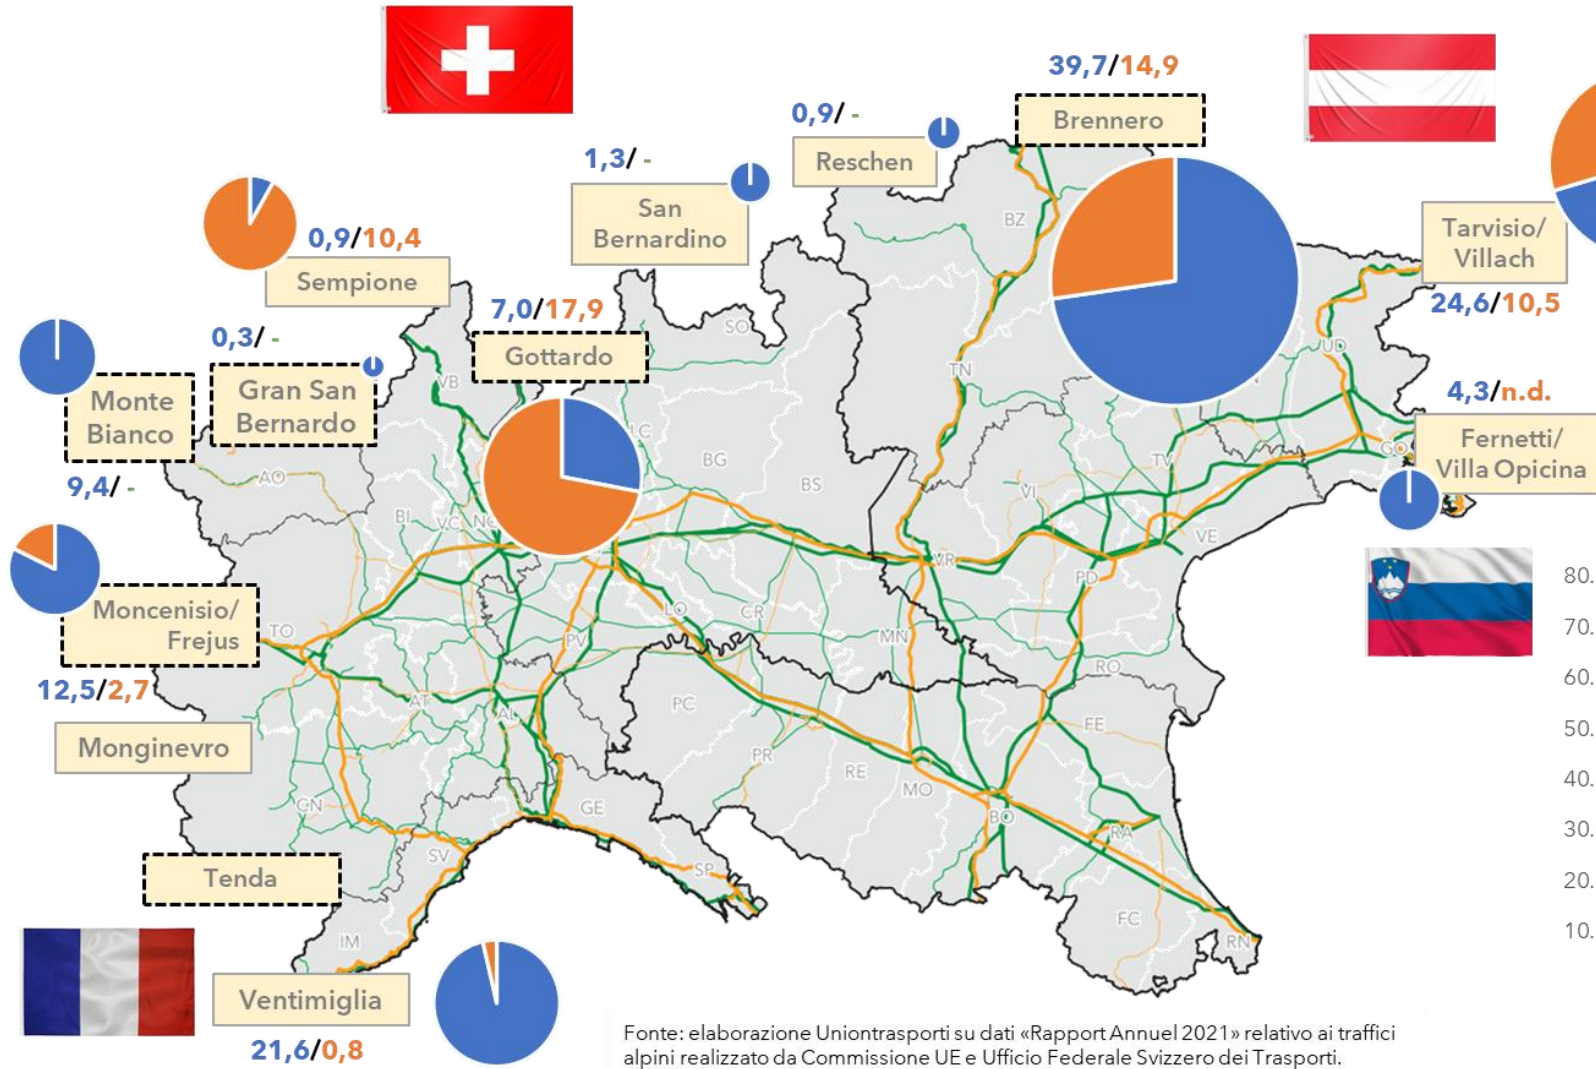 39,7/14,9
Brennero
0,9/ -
Reschen
1,3/ -
San
Bernardino
0,9/10,4
Sempione
Tarvisio/
Villach
24,6/10,5
7,0/17,9
Gottardo
0,3/ -
Gran San
Bernardo
Monte
Bianco
9,4/ -
4,3/n.d.
Fernetti/
Villa Opicina
Moncenisio/
Frejus
12,5/2,7
Monginevro
Tenda
Ventimiglia
21,6/0,8
BZ
SO
TN
UD
VB
LC
BG
BS
GO
AO
BI
VC
TV
VI
VE
VR
PD
TO
LO
CR
MN
PV
RO
AT
AL
PC
FE
PR
RE
MO
CN
GE
BO
RA
SV
SP
FC
IM
RN
80.
70.
60.
50.
40.
30.
20.
10.
Fonte: elaborazione Uniontrasporti su dati «Rapport Annuel 2021» relativo ai traffici
alpini realizzato da Commissione UE e Ufficio Federale Svizzero dei Trasporti.